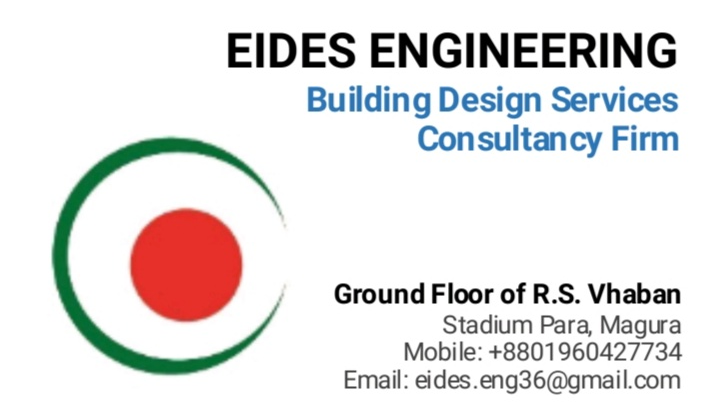 EIDES ENGINEERING
Building Design Services
Consultancy Firm
Ground Floor of R.S. Vhaban
Stadium Para, Magura
Mobile: +8801960427734
Email: eides.eng36@gmail.com